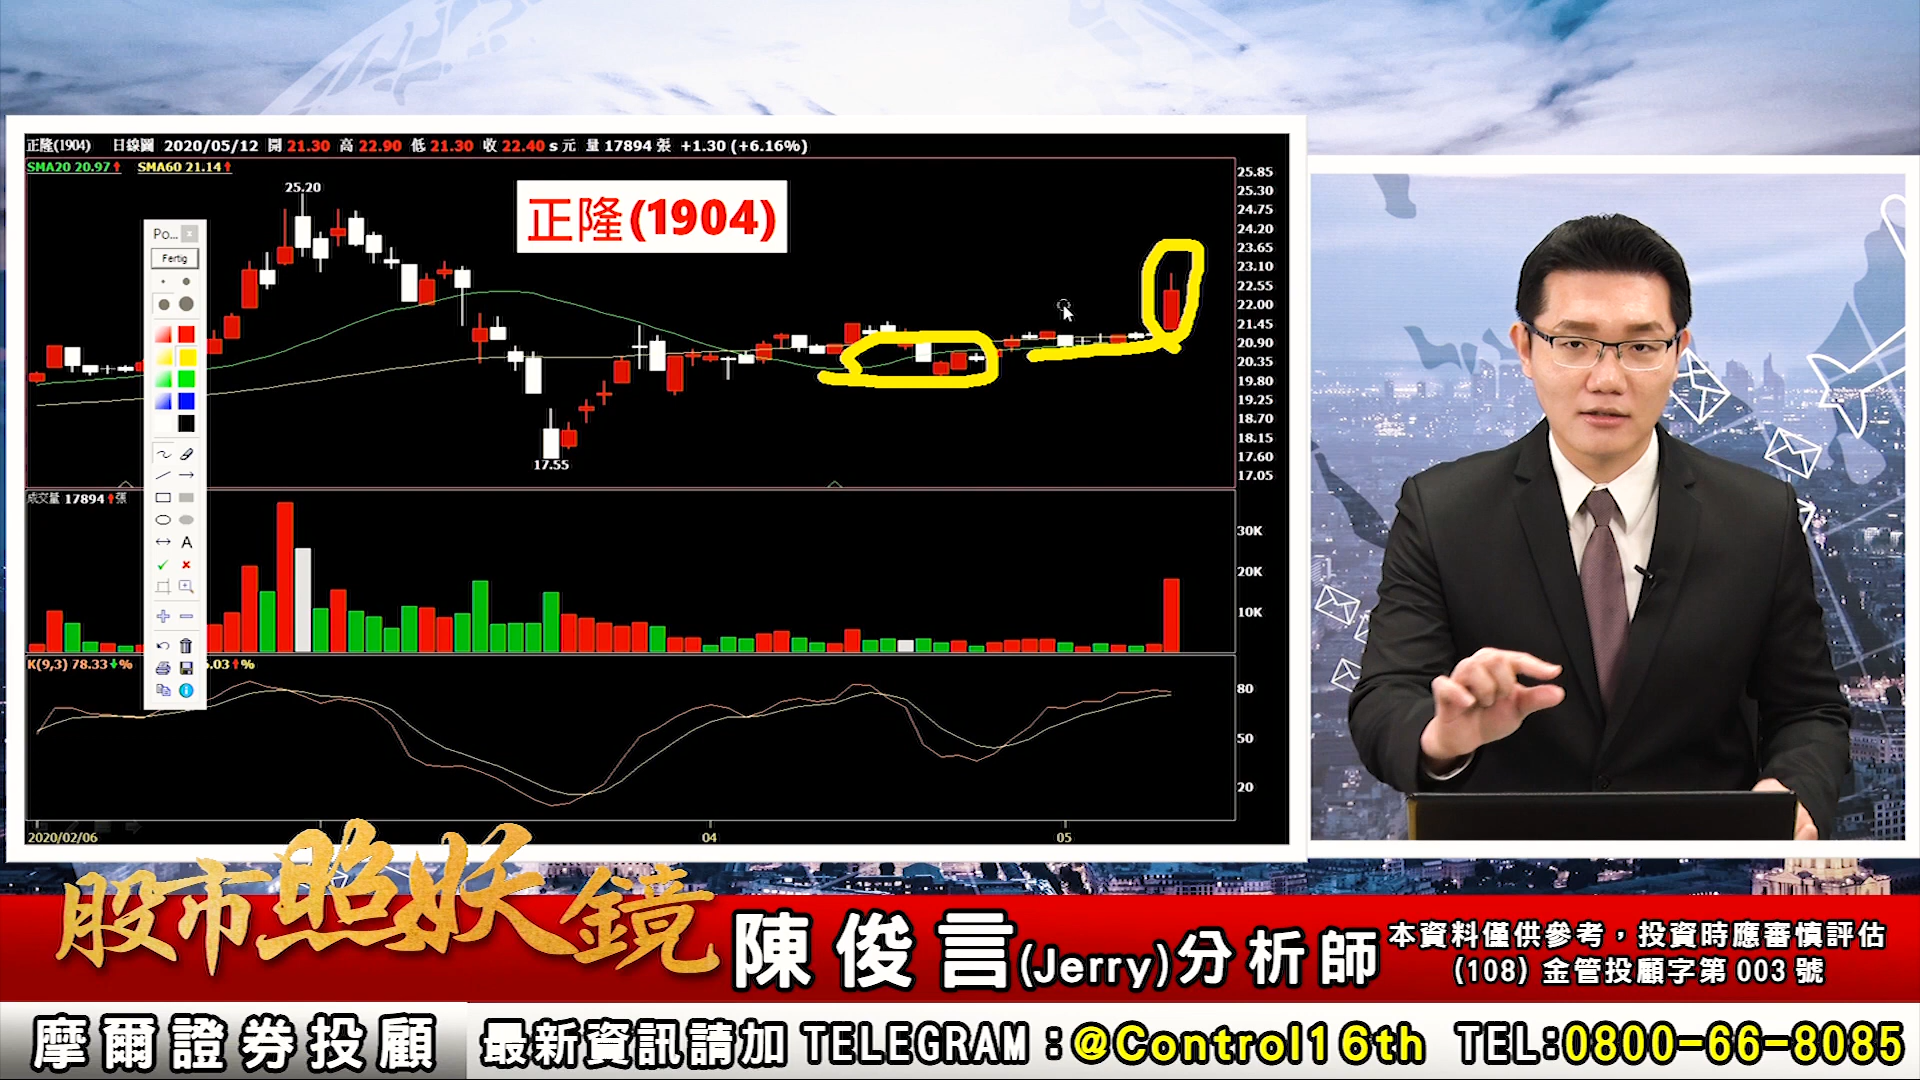 正隆(1904) 日線圖 2020/05/12 開 21.30 高 22.90 低 21.30 收 22.40 s 元 量 17894 張 +1.30 (+6.16%)
SMA20 20.97↑ SMA60 21.14↑
25.20
正隆(1904)
17.55
25.85
25.30
24.75
24.20
23.65
23.10
22.55
22.00
21.45
20.90
20.35
19.80
19.25
18.70
18.15
17.60
17.05
Po...
x
Fertig
A
成交量 17894↑張
30K
20K
10K
K(9,3) 78.33↓% .03↑%
80
50
20
2020/02/06 04 05
股市照妖鏡
陳俊言(Jerry)分析師
本資料僅供參考，投資時應審慎評估
(108) 金管投顧字第 003 號
摩爾證券投顧
最新資訊請加 TELEGRAM：@Control16th TEL:0800-66-8085